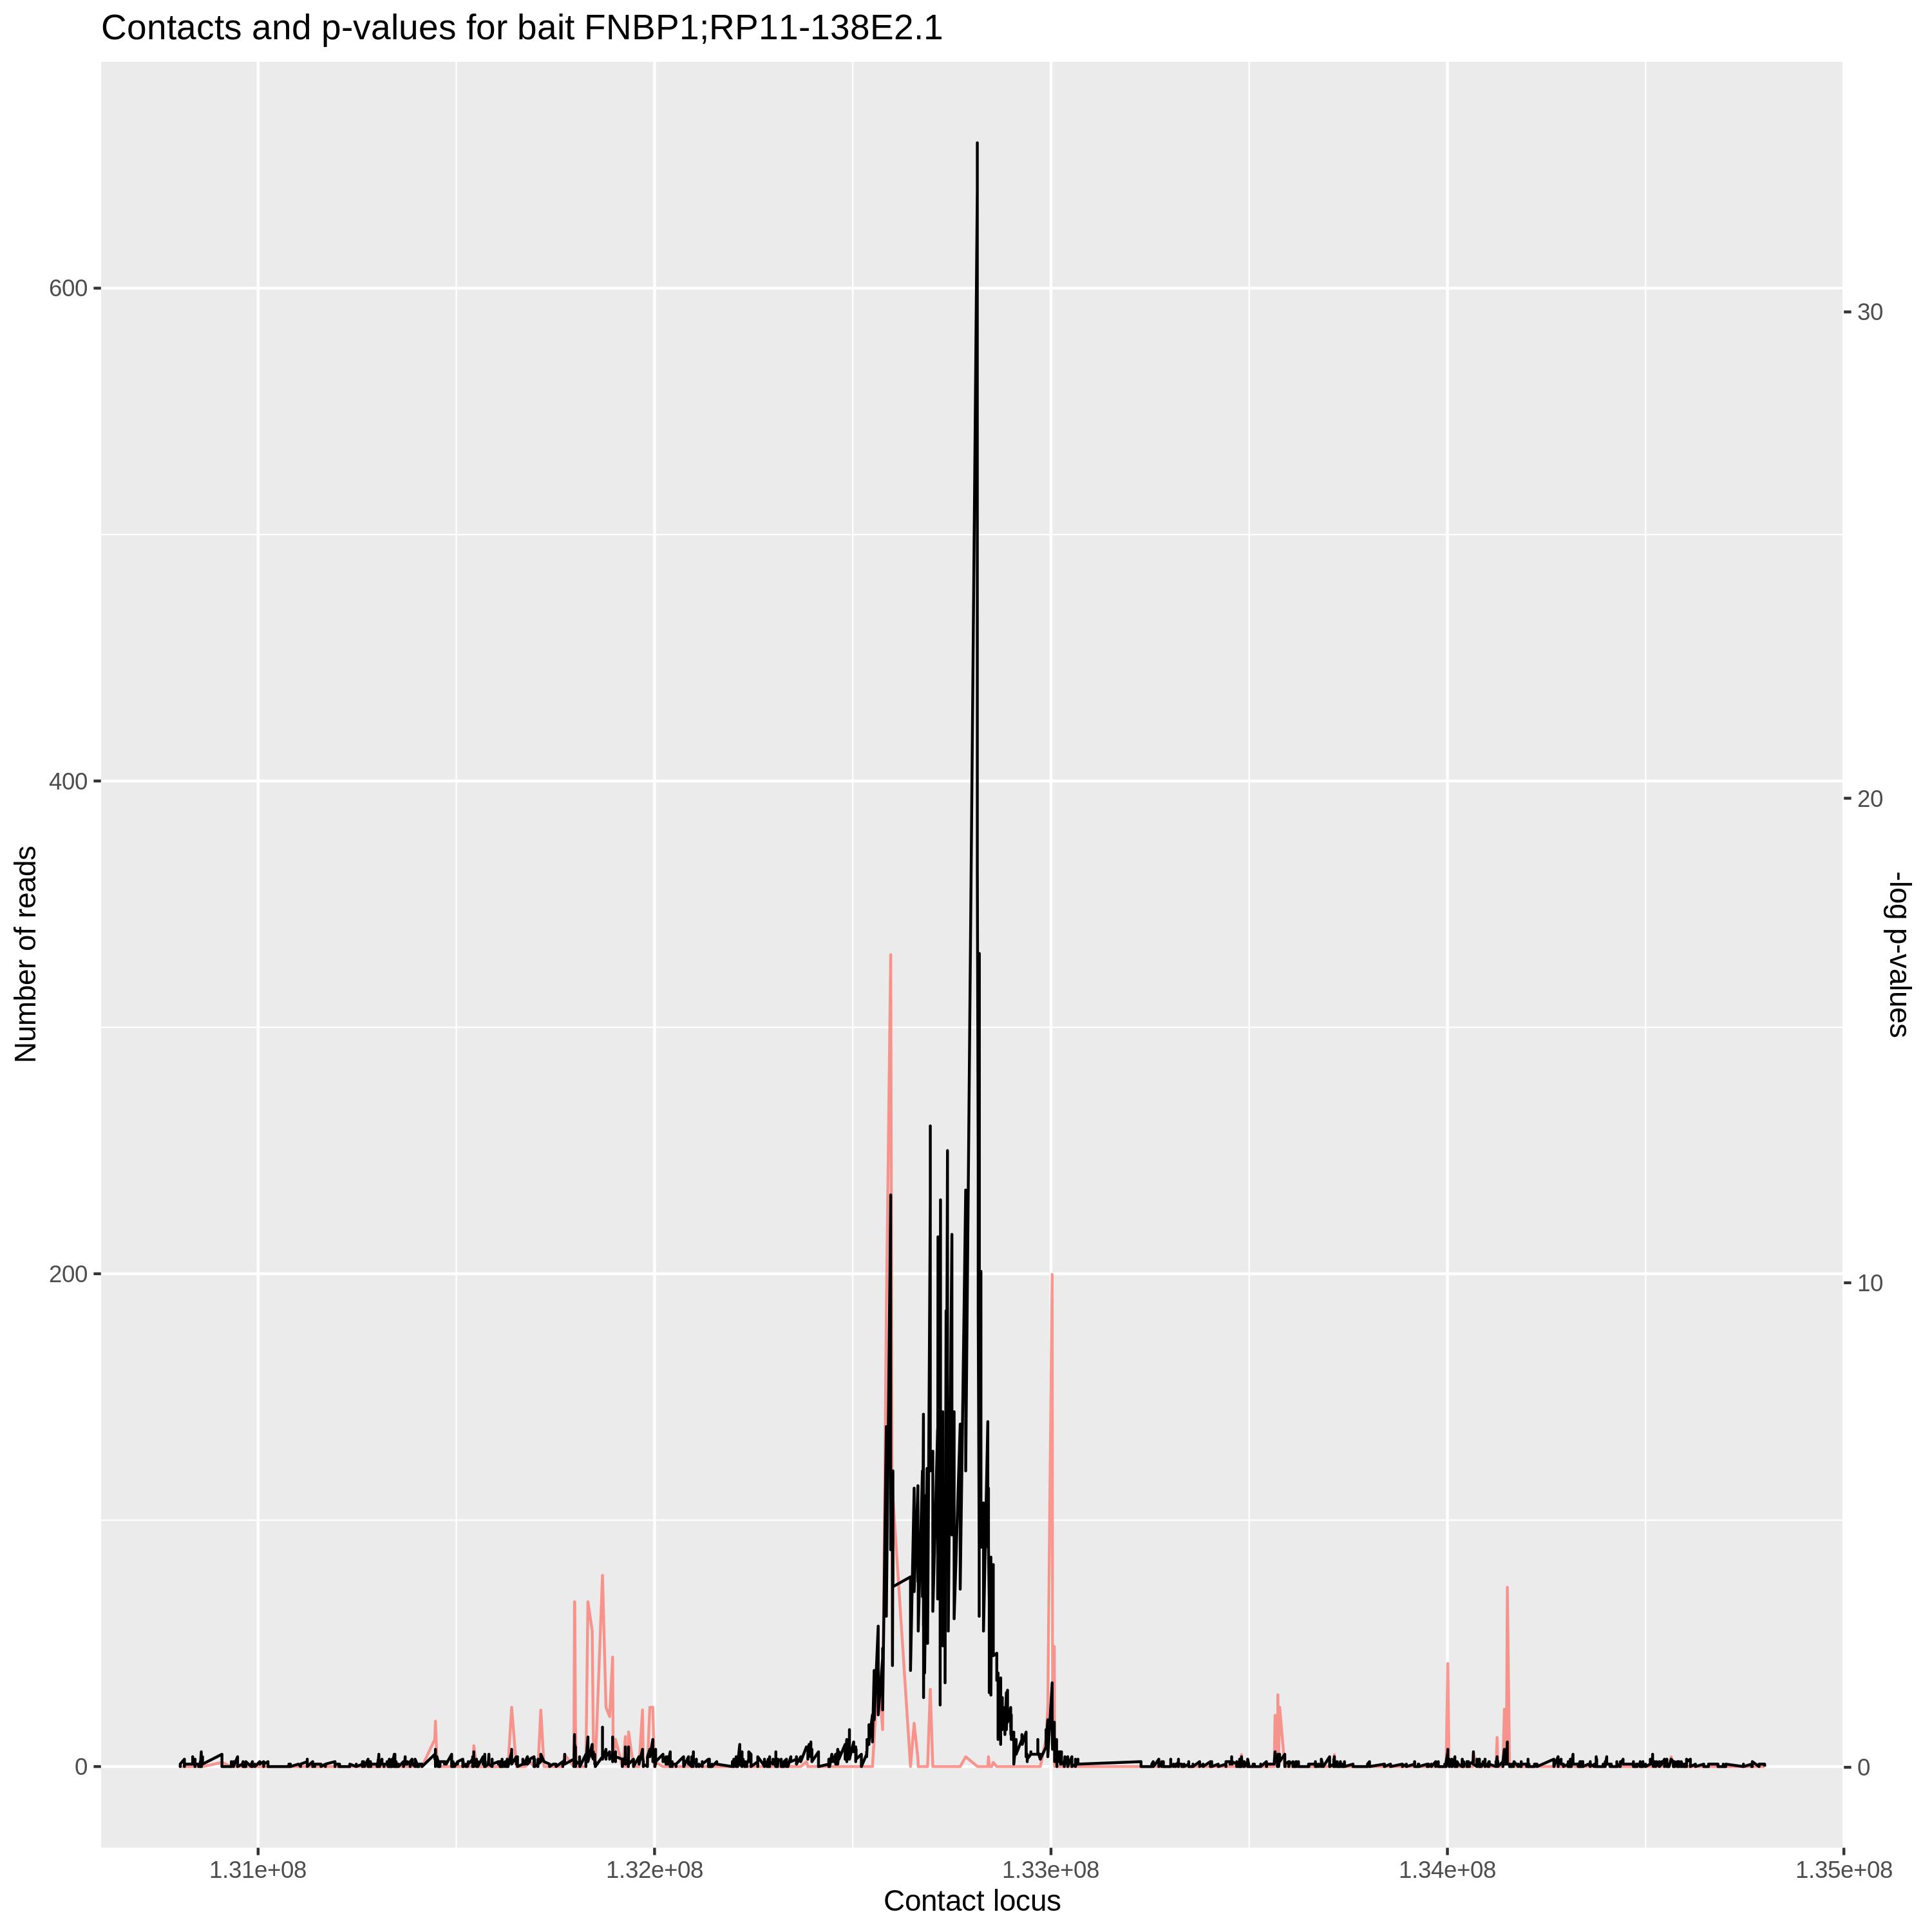 Contacts and p-values for bait FNBP1;RP11-138E2.1
600
400
200
0
Number of reads
30
20
10
0
-log p-values
1.31e+08
1.32e+08
1.33e+08
1.34e+08
1.35e+08
Contact locus